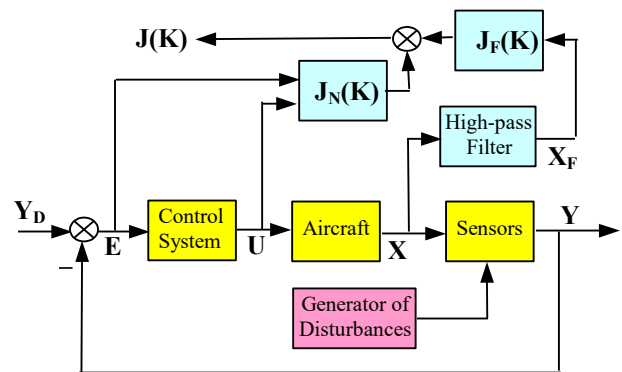 J(K)
J_F(K)
J_N(K)
High-pass
Filter
X_F
Y_D
E
Control
System
U
Aircraft
X
Sensors
Y
–
Generator of
Disturbances